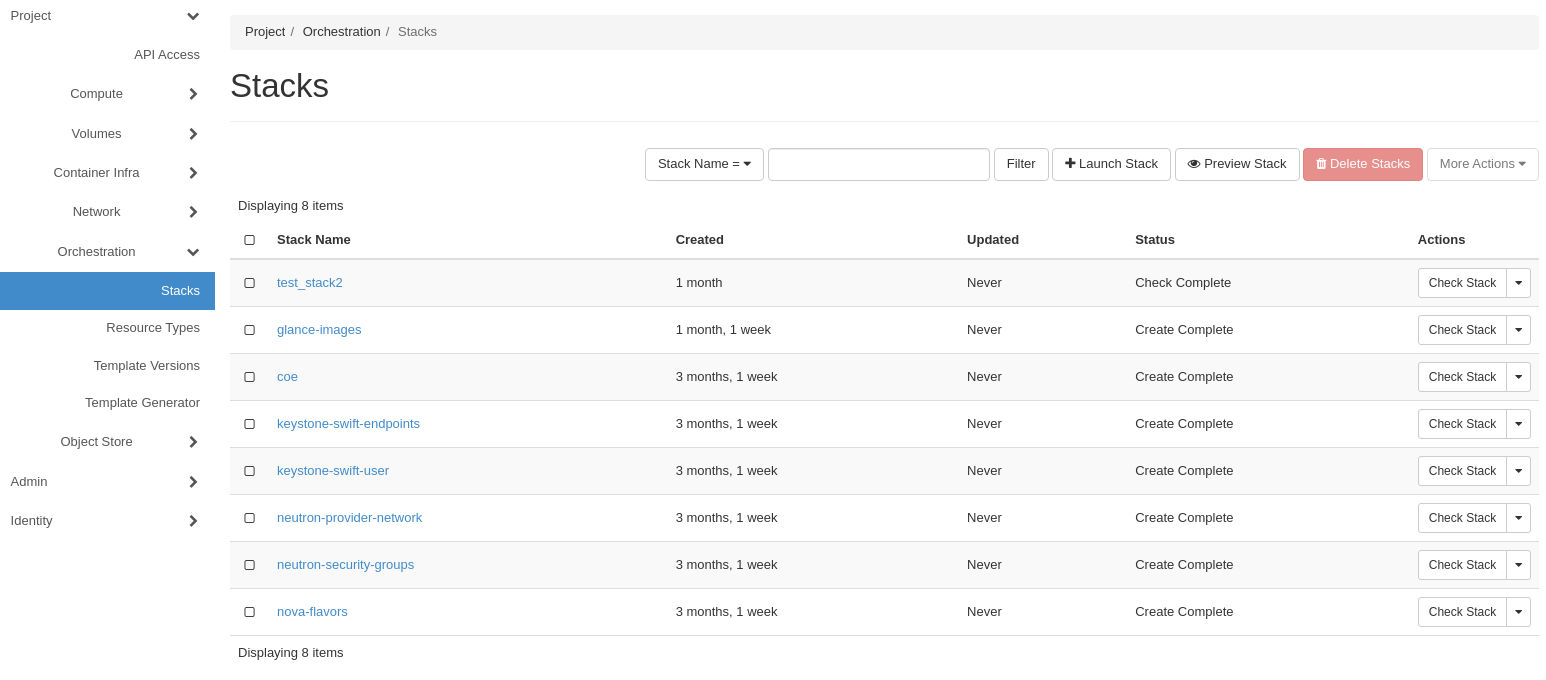 Project
API Access
Compute
Volumes
Container Infra
Network
Orchestration
Stacks
Resource Types
Template Versions
Template Generator
Object Store
Admin
Identity
Project / Orchestration / Stacks
Stacks
Stack Name = Filter Launch Stack Preview Stack Delete Stacks More Actions
Displaying 8 items
Stack Name Created Updated Status Actions
test_stack2 1 month Never Check Complete Check Stack
glance-images 1 month, 1 week Never Create Complete Check Stack
coe 3 months, 1 week Never Create Complete Check Stack
keystone-swift-endpoints 3 months, 1 week Never Create Complete Check Stack
keystone-swift-user 3 months, 1 week Never Create Complete Check Stack
neutron-provider-network 3 months, 1 week Never Create Complete Check Stack
neutron-security-groups 3 months, 1 week Never Create Complete Check Stack
nova-flavors 3 months, 1 week Never Create Complete Check Stack
Displaying 8 items